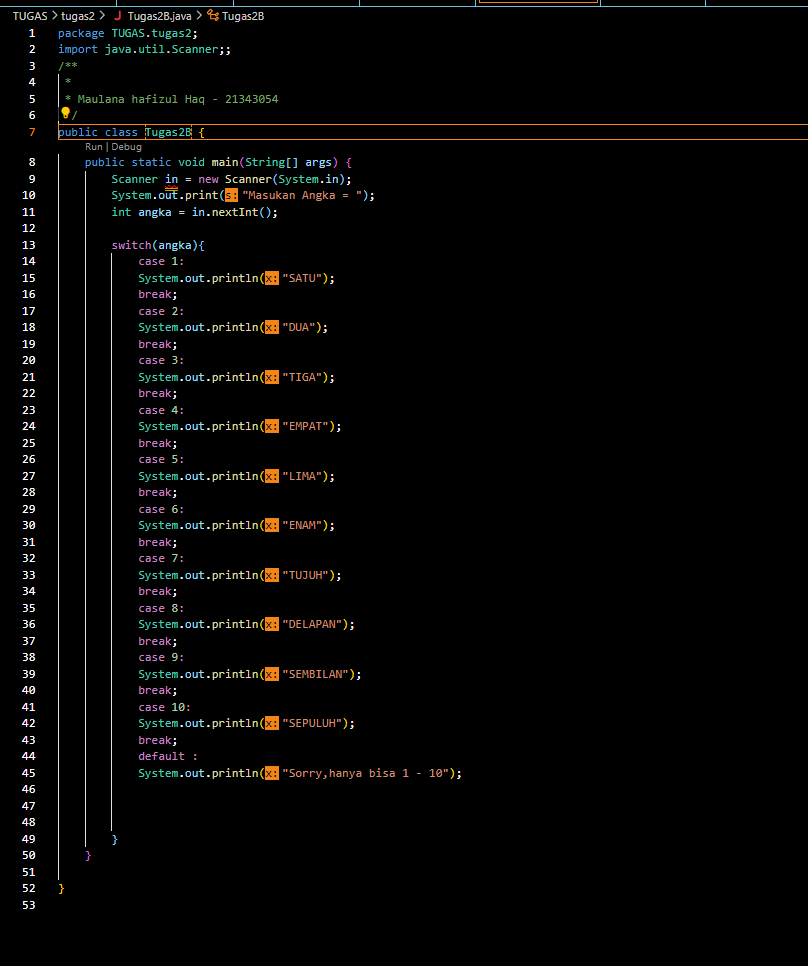 TUGAS > tugas2 > Tugas2B.java > Tugas2B
1 package TUGAS.tugas2;
2 import java.util.Scanner;;
3 /**
4 *
5 * Maulana hafizul Haq - 21343054
6 /
7 public class Tugas2B {
Run | Debug
8 public static void main(String[] args) {
9 Scanner in = new Scanner(System.in);
10 System.out.print(s: "Masukan Angka = ");
11 int angka = in.nextInt();
12
13 switch(angka){
14 case 1:
15 System.out.println(x: "SATU");
16 break;
17 case 2:
18 System.out.println(x: "DUA");
19 break;
20 case 3:
21 System.out.println(x: "TIGA");
22 break;
23 case 4:
24 System.out.println(x: "EMPAT");
25 break;
26 case 5:
27 System.out.println(x: "LIMA");
28 break;
29 case 6:
30 System.out.println(x: "ENAM");
31 break;
32 case 7:
33 System.out.println(x: "TUJUH");
34 break;
35 case 8:
36 System.out.println(x: "DELAPAN");
37 break;
38 case 9:
39 System.out.println(x: "SEMBILAN");
40 break;
41 case 10:
42 System.out.println(x: "SEPULUH");
43 break;
44 default :
45 System.out.println(x: "Sorry,hanya bisa 1 - 10");
46
47
48
49 }
50 }
51
52 }
53